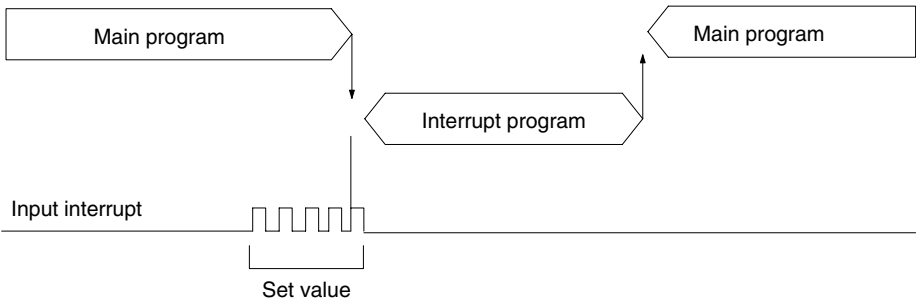 Main program
Main program
Interrupt program
Input interrupt
Set value